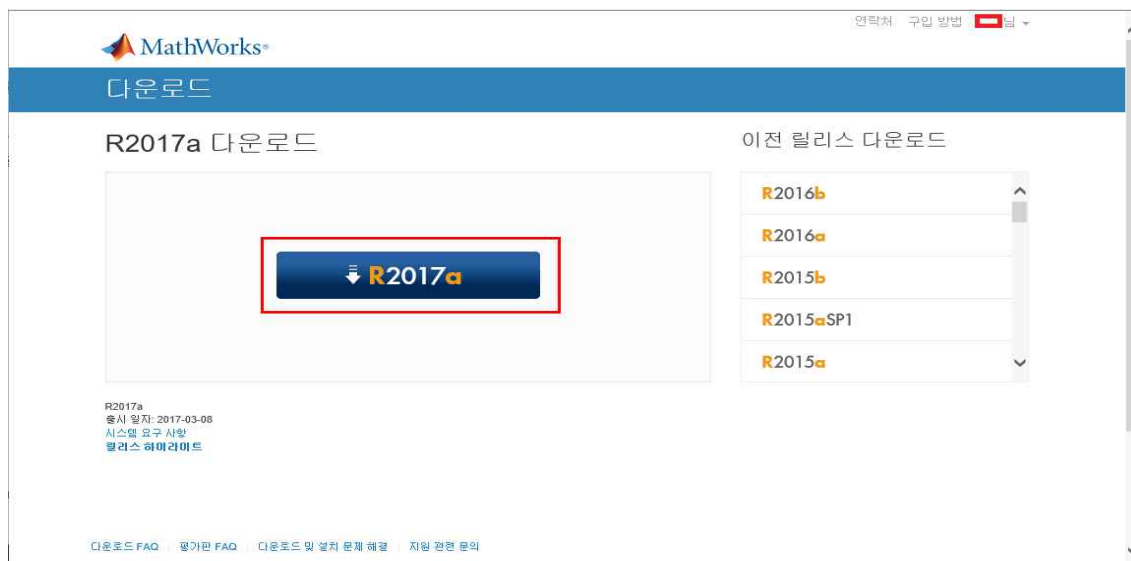 연락처 구입 방법 님
MathWorks®
다운로드
R2017a 다운로드
이전 릴리스 다운로드
R2017a
R2016b
R2016a
R2015b
R2015aSP1
R2015a
R2017a
출시 일자: 2017-03-08
시스템 요구 사항
릴리스 하이라이트
다운로드 FAQ 평가판 FAQ 다운로드 및 설치 문제 해결 지원 관련 문의